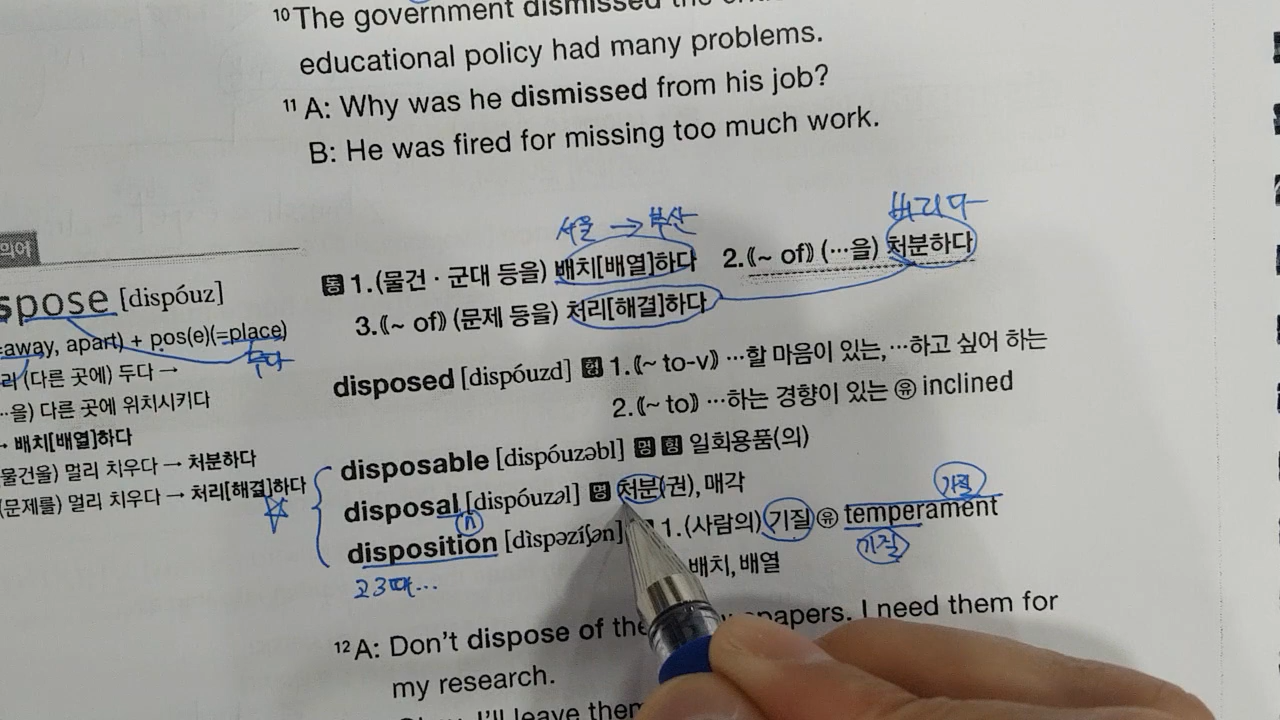 10 The government dismissed the
educational policy had many problems.
11 A: Why was he dismissed from his job?
B: He was fired for missing too much work.
서울 → 부산
버리다
의어
spose [dispóuz]
동 1.(물건·군대 등을) 배치[배열]하다 2.⟪~ of⟫ (…을) 처분하다
3.⟪~ of⟫ (문제 등을) 처리[해결]하다
=away, apart) + pos(e)(=place)
두다
리 (다른 곳에) 두다 →
…을) 다른 곳에 위치시키다
→ 배치[배열]하다
물건을) 멀리 치우다 → 처분하다
(문제를) 멀리 치우다 → 처리[해결]하다
disposed [dispóuzd] 형 1.⟪~ to-v⟫ …할 마음이 있는, …하고 싶어 하는
2.⟪~ to⟫ …하는 경향이 있는 유 inclined
disposable [dispóuzəbl] 명 형 일회용품(의)
disposal [dispóuzəl] 명 처분(권), 매각
n
기질
disposition [dìspəzíʃən] 1.(사람의) 기질 유 temperament
기질
배치, 배열
고3때…
12 A: Don't dispose of the papers. I need them for
my research.
I'll leave them